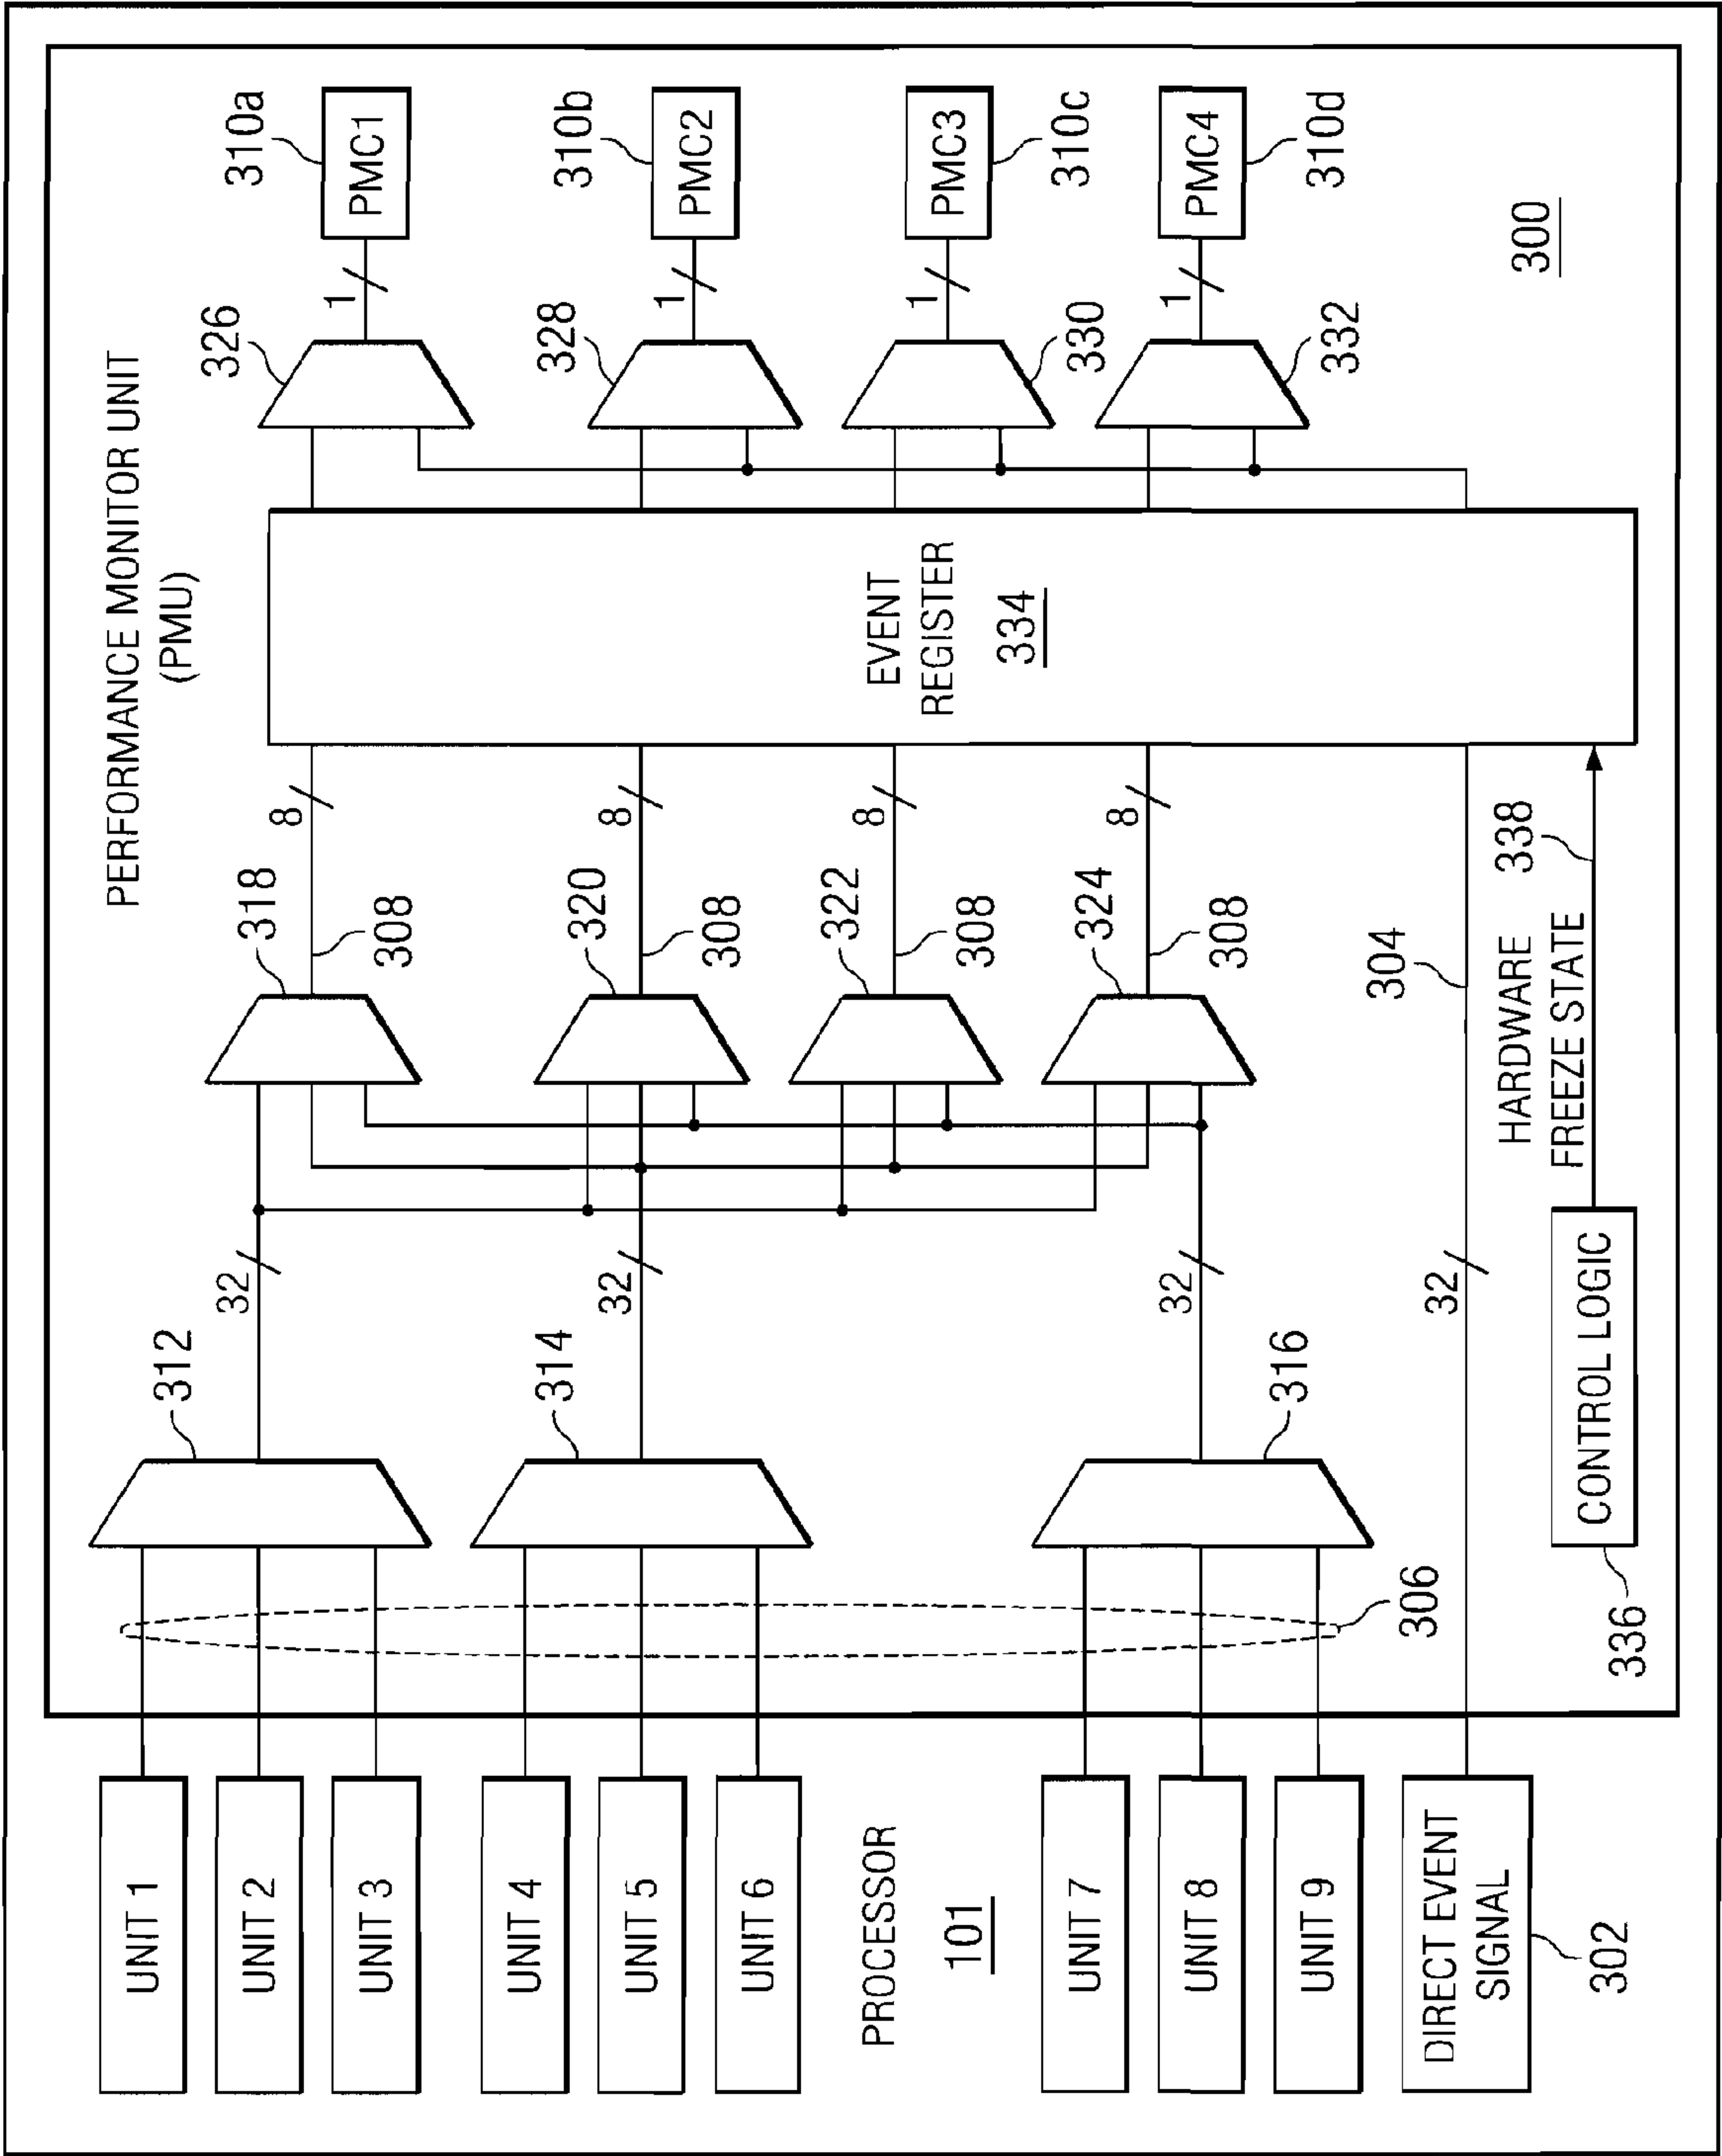 PERFORMANCE MONITOR UNIT
(PMU)
UNIT 1
UNIT 2
UNIT 3
UNIT 4
UNIT 5
UNIT 6
PROCESSOR
101
UNIT 7
UNIT 8
UNIT 9
DIRECT EVENT
SIGNAL
302
306
312
314
316
32
32
32
32
304
318
308
320
308
322
308
324
308
8
8
8
8
CONTROL LOGIC
336
HARDWARE
FREEZE STATE
338
EVENT
REGISTER
334
326
328
330
332
1
1
1
1
PMC1
310a
PMC2
310b
PMC3
310c
PMC4
310d
300